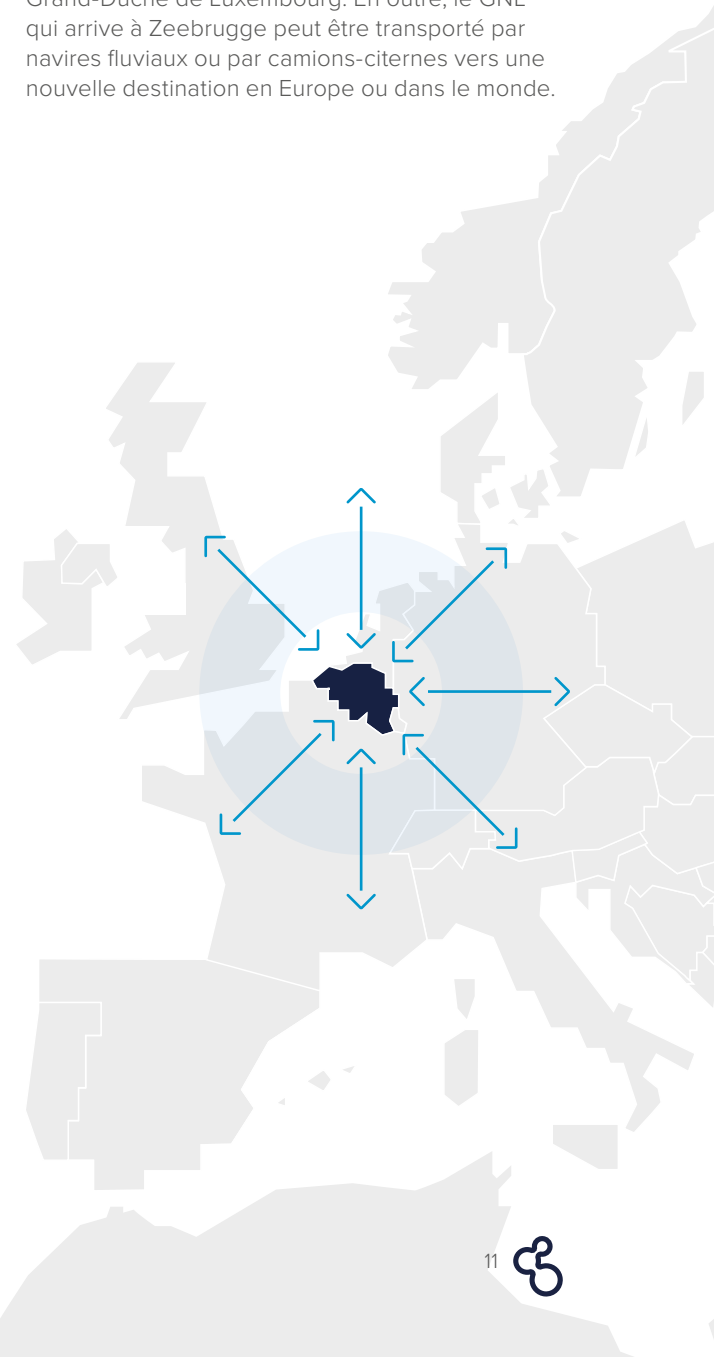 Grand-Duché de Luxembourg. En outre, le GNL
qui arrive à Zeebrugge peut être transporté par
navires fluviaux ou par camions-citernes vers une
nouvelle destination en Europe ou dans le monde.
11